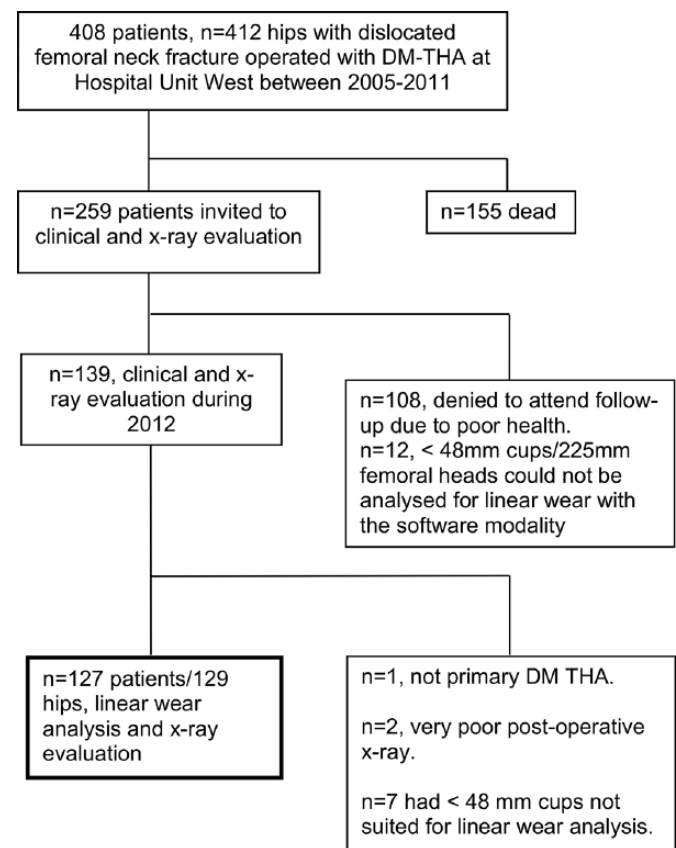 408 patients, n=412 hips with dislocated
femoral neck fracture operated with DM-THA at
Hospital Unit West between 2005-2011
n=259 patients invited to
clinical and x-ray evaluation
n=155 dead
n=139, clinical and x-
ray evaluation during
2012
n=108, denied to attend follow-
up due to poor health.
n=12, < 48mm cups/225mm
femoral heads could not be
analysed for linear wear with
the software modality
n=127 patients/129
hips, linear wear
analysis and x-ray
evaluation
n=1, not primary DM THA.
n=2, very poor post-operative
x-ray.
n=7 had < 48 mm cups not
suited for linear wear analysis.